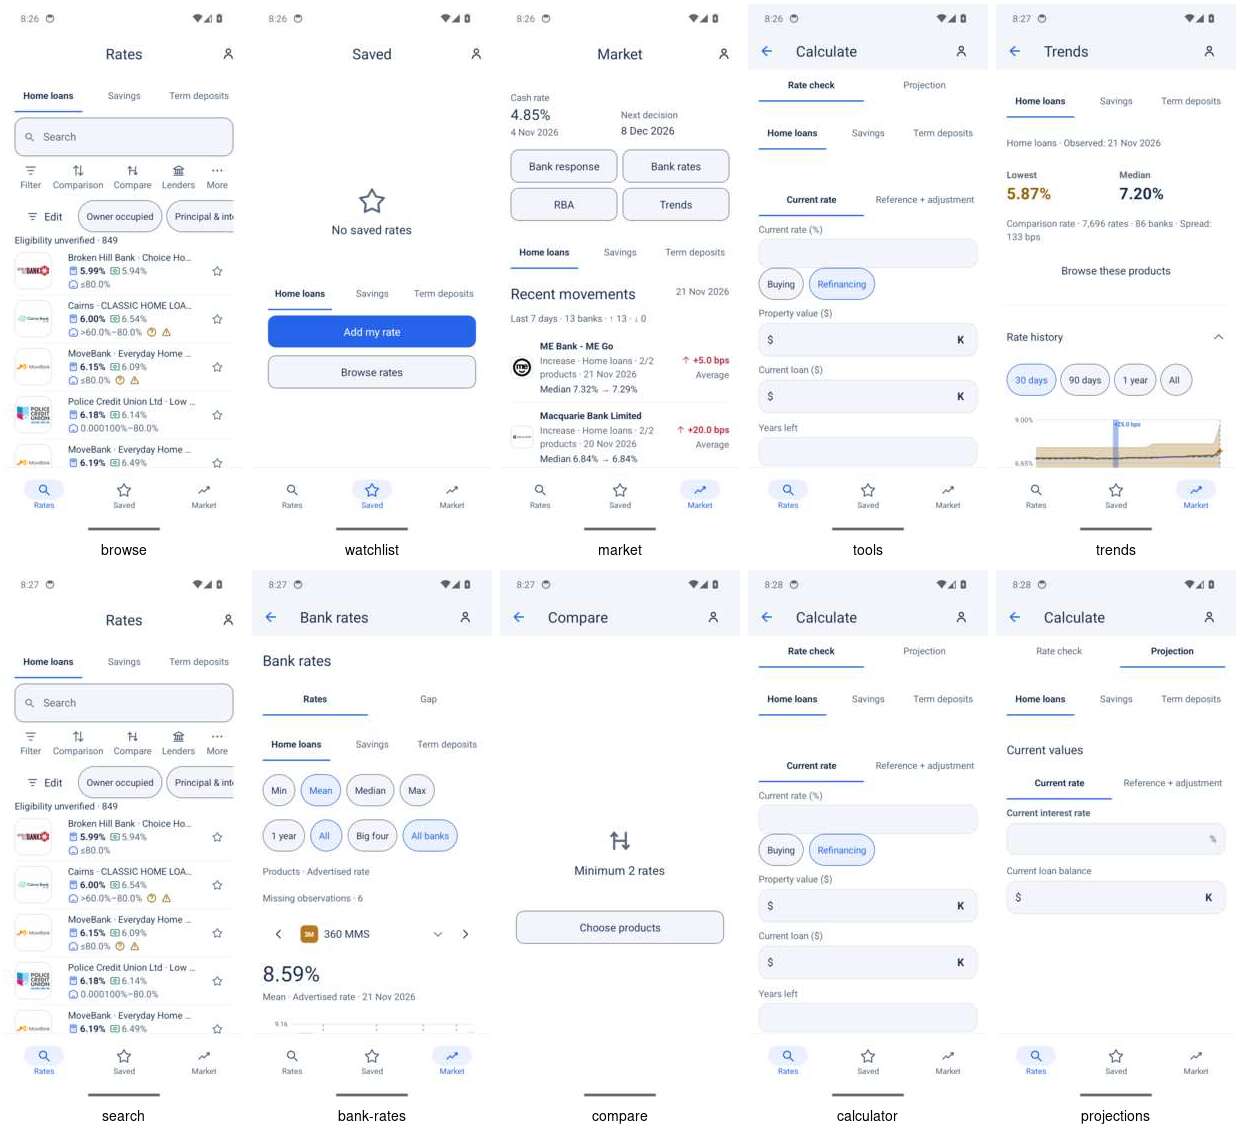 8:26
Rates
Home loans Savings Term deposits
Search
Filter Comparison Compare Lenders More
Edit Owner occupied Principal & inte
Eligibility unverified · 849
Broken Hill Bank · Choice Ho...
5.99% 5.94%
≤80.0%
Cairns · CLASSIC HOME LOA...
6.00% 6.54%
>60.0%–80.0%
MoveBank · Everyday Home ...
6.15% 6.09%
≤80.0%
Police Credit Union Ltd · Low ...
6.18% 6.14%
0.000100%–80.0%
MoveBank · Everyday Home ...
6.19% 6.49%
Rates Saved Market
browse
8:26
Saved
No saved rates
Home loans Savings Term deposits
Add my rate
Browse rates
Rates Saved Market
watchlist
8:26
Market
Cash rate
4.85%
4 Nov 2026
Next decision
8 Dec 2026
Bank response Bank rates
RBA Trends
Home loans Savings Term deposits
Recent movements 21 Nov 2026
Last 7 days · 13 banks · ↑ 13 · ↓ 0
ME Bank - ME Go
Increase · Home loans · 2/2
products · 21 Nov 2026
Median 7.32% → 7.29%
↑ +5.0 bps
Average
Macquarie Bank Limited
Increase · Home loans · 2/2
products · 20 Nov 2026
Median 6.84% → 6.84%
↑ +20.0 bps
Average
Rates Saved Market
market
8:26
Calculate
Rate check Projection
Home loans Savings Term deposits
Current rate Reference + adjustment
Current rate (%)
Buying Refinancing
Property value ($)
$ K
Current loan ($)
$ K
Years left
Rates Saved Market
tools
8:27
Trends
Home loans Savings Term deposits
Home loans · Observed: 21 Nov 2026
Lowest Median
5.87% 7.20%
Comparison rate · 7,696 rates · 86 banks · Spread:
133 bps
Browse these products
Rate history
30 days 90 days 1 year All
9.00%
+25.0 bps
6.85%
Rates Saved Market
trends
8:27
Rates
Home loans Savings Term deposits
Search
Filter Comparison Compare Lenders More
Edit Owner occupied Principal & inte
Eligibility unverified · 849
Broken Hill Bank · Choice Ho...
5.99% 5.94%
≤80.0%
Cairns · CLASSIC HOME LOA...
6.00% 6.54%
>60.0%–80.0%
MoveBank · Everyday Home ...
6.15% 6.09%
≤80.0%
Police Credit Union Ltd · Low ...
6.18% 6.14%
0.000100%–80.0%
MoveBank · Everyday Home ...
6.19% 6.49%
Rates Saved Market
search
8:27
Bank rates
Bank rates
Rates Gap
Home loans Savings Term deposits
Min Mean Median Max
1 year All Big four All banks
Products · Advertised rate
Missing observations · 6
3M 360 MMS
8.59%
Mean · Advertised rate · 21 Nov 2026
9.16
Rates Saved Market
bank-rates
8:27
Compare
Minimum 2 rates
Choose products
Rates Saved Market
compare
8:28
Calculate
Rate check Projection
Home loans Savings Term deposits
Current rate Reference + adjustment
Current rate (%)
Buying Refinancing
Property value ($)
$ K
Current loan ($)
$ K
Years left
Rates Saved Market
calculator
8:28
Calculate
Rate check Projection
Home loans Savings Term deposits
Current values
Current rate Reference + adjustment
Current interest rate
%
Current loan balance
$ K
Rates Saved Market
projections